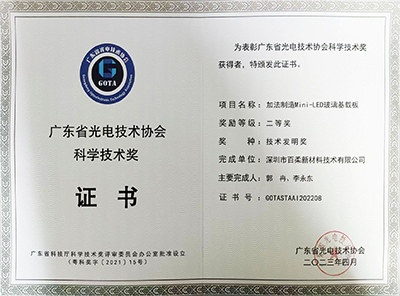 广东省光电技术协会
GOTA
广东省光电技术协会
科学技术奖
证书
广东省科技厅科学技术奖评审委员会办公室批准设立
（粤科奖字〔2021〕15号）
为表彰广东省光电技术协会科学技术奖
获得者，特颁发此证书。
项目名称：加法制造Mini-LED玻璃基载板
奖励等级：二等奖
奖种：技术发明奖
完成单位：深圳市百柔新材料技术有限公司
主要完成人：郭冉、李永东
证书号：GOTASTAAI202208
广东省光电技术协会
二〇二三年四月